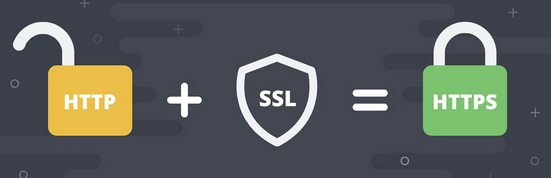 HTTP + SSL = HTTPS